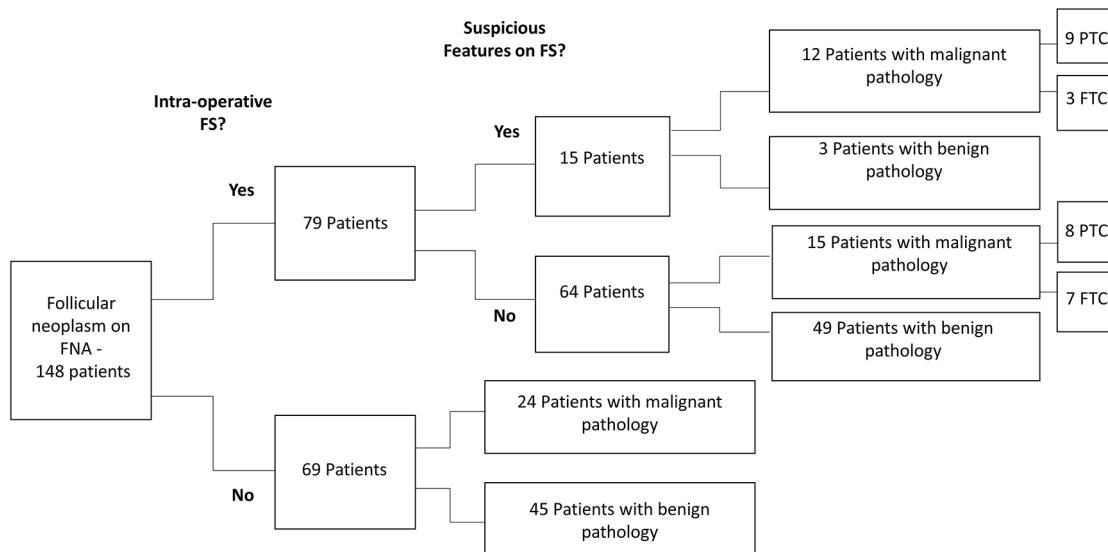 Suspicious
Features on FS?
Intra-operative
FS?
Yes
Yes
No
No
Follicular
neoplasm on
FNA -
148 patients
79 Patients
69 Patients
15 Patients
64 Patients
12 Patients with malignant
pathology
9 PTC
3 FTC
3 Patients with benign
pathology
15 Patients with malignant
pathology
8 PTC
7 FTC
49 Patients with benign
pathology
24 Patients with malignant
pathology
45 Patients with benign
pathology